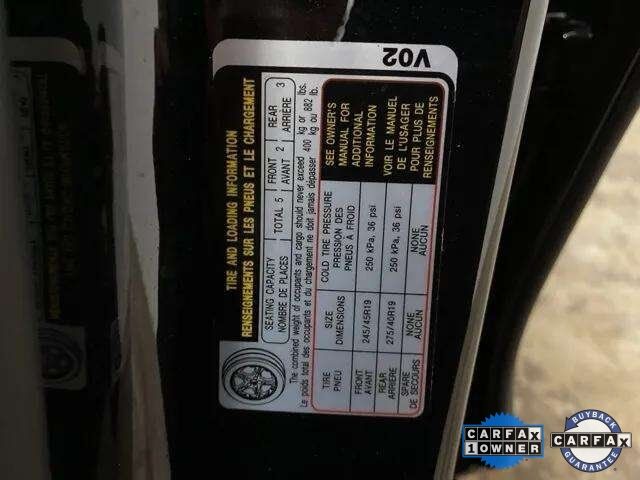 V02
TIRE AND LOADING INFORMATION
RENSEIGNEMENTS SUR LES PNEUS ET LE CHARGEMENT
SEATING CAPACITY TOTAL 5 FRONT 2 REAR 3
NOMBRE DE PLACES AVANT ARRIÈRE
The combined weight of occupants and cargo should never exceed 400 kg or 882 lbs.
Le poids total des occupants et du chargement ne doit jamais dépasser 400 kg ou 882 lb.
TIRE SIZE COLD TIRE PRESSURE
PNEU DIMENSIONS PRESSION DES
PNEUS A FROID
FRONT 245/45R19 250 kPa, 36 psi
AVANT
REAR 275/40R19 250 kPa, 36 psi
ARRIERE
SPARE NONE NONE
DE SECOURS AUCUN AUCUN
SEE OWNER'S
MANUAL FOR
ADDITIONAL
INFORMATION
VOIR LE MANUEL
DE L'USAGER
POUR PLUS DE
RENSEIGNEMENTS
CARFAX
1 OWNER
BUYBACK
CARFAX
GUARANTEE